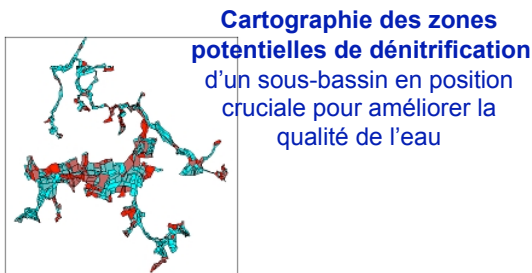 Cartographie des zones
potentielles de dénitrification
d’un sous-bassin en position
cruciale pour améliorer la
qualité de l’eau